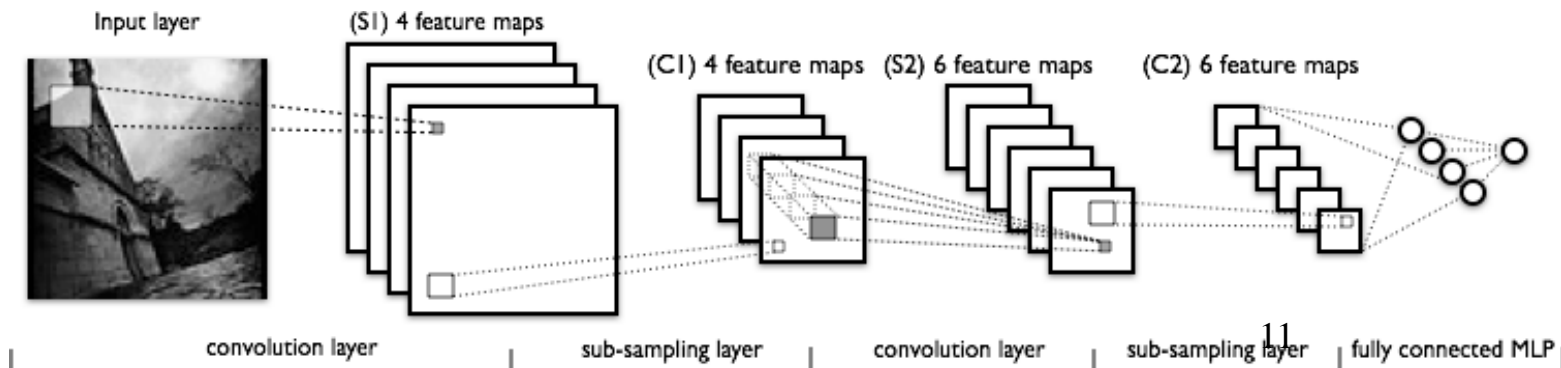 Input layer
(S1) 4 feature maps
(C1) 4 feature maps
(S2) 6 feature maps
(C2) 6 feature maps
convolution layer
sub-sampling layer
convolution layer
sub-sampling layer
11
fully connected MLP